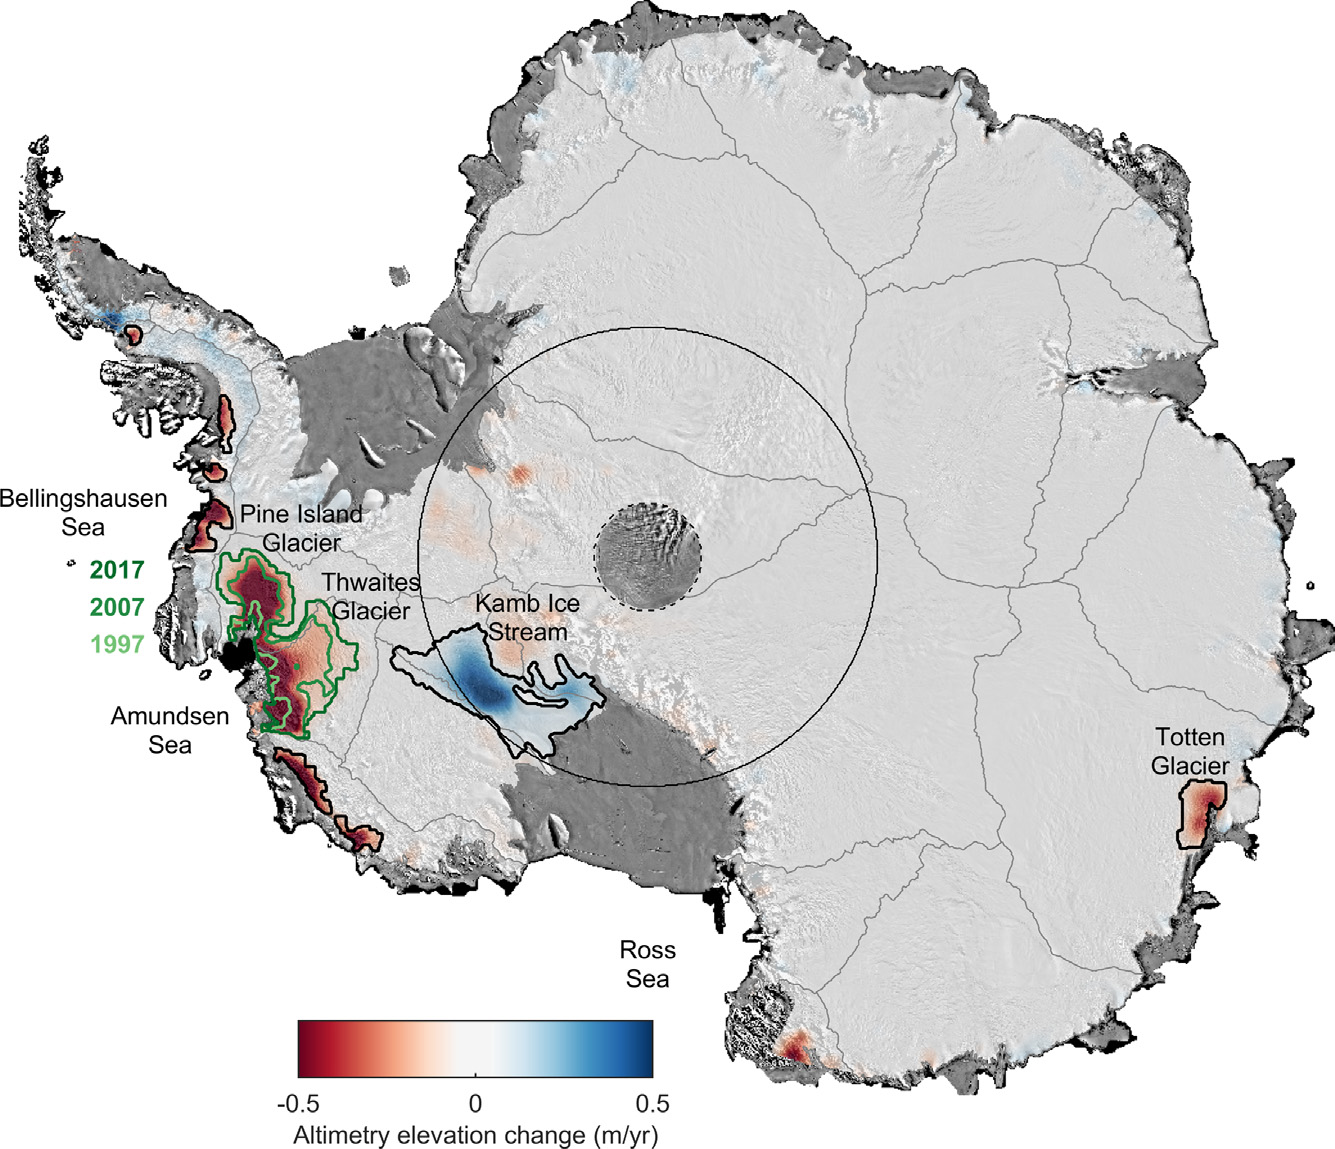 Bellingshausen
Sea
Pine Island
Glacier
2017
2007
1997
Thwaites
Glacier
Kamb Ice
Stream
Amundsen
Sea
Totten
Glacier
Ross
Sea
-0.5
0
0.5
Altimetry elevation change (m/yr)